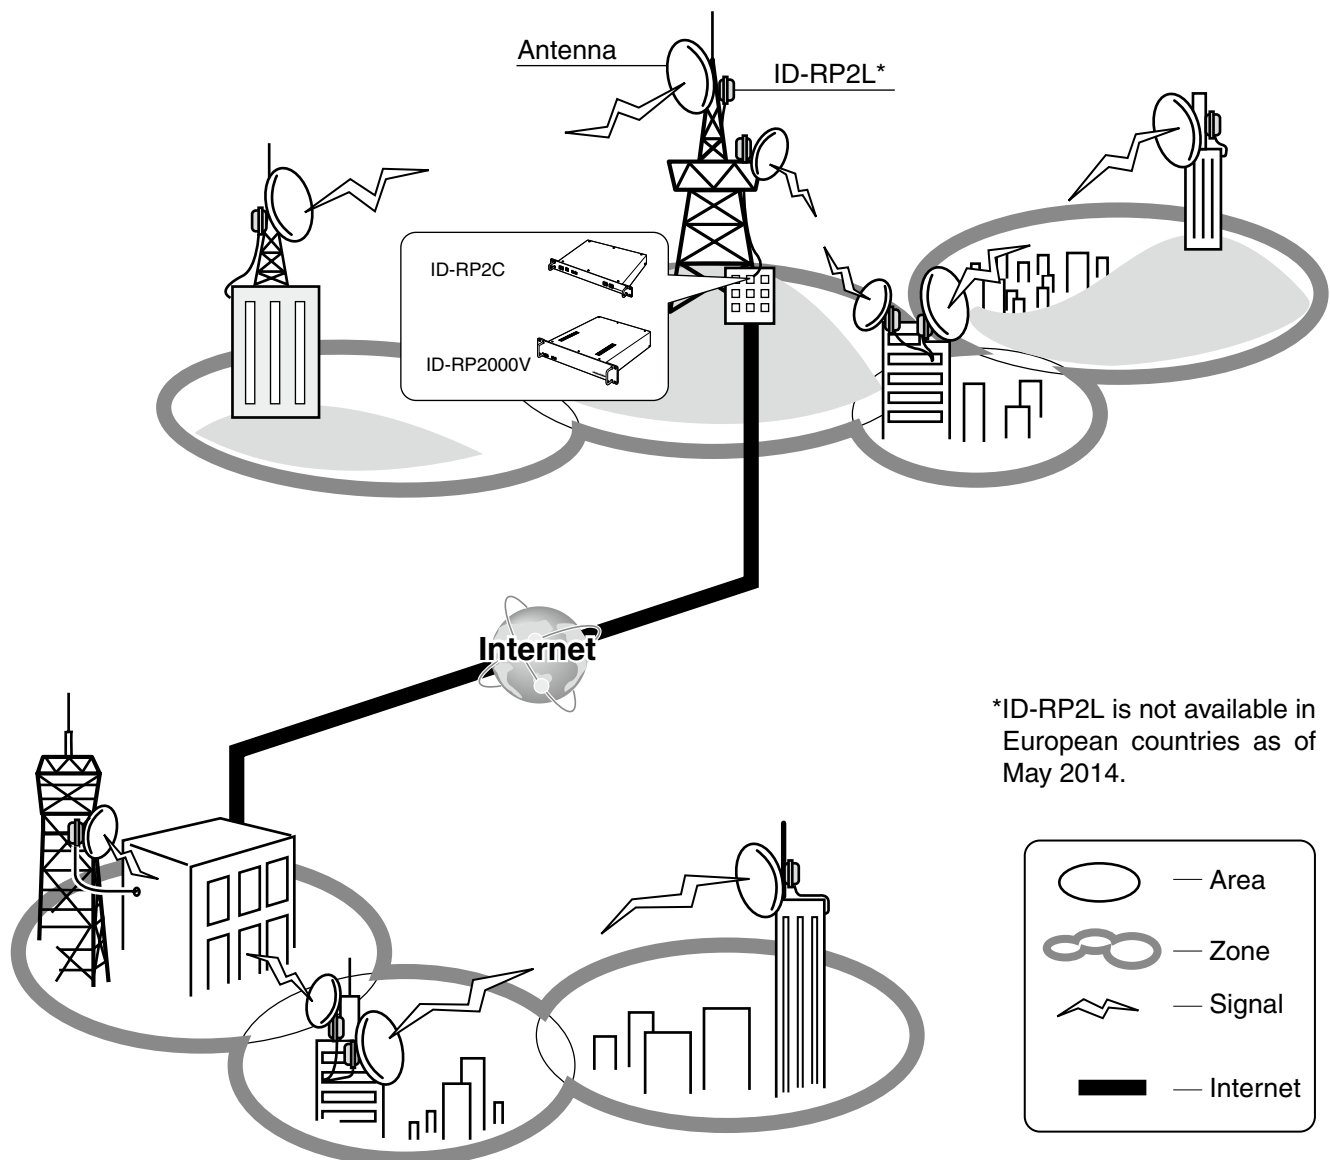 Antenna
ID-RP2L*
ID-RP2C
ID-RP2000V
Internet
*ID-RP2L is not available in
European countries as of
May 2014.
Area
Zone
Signal
Internet